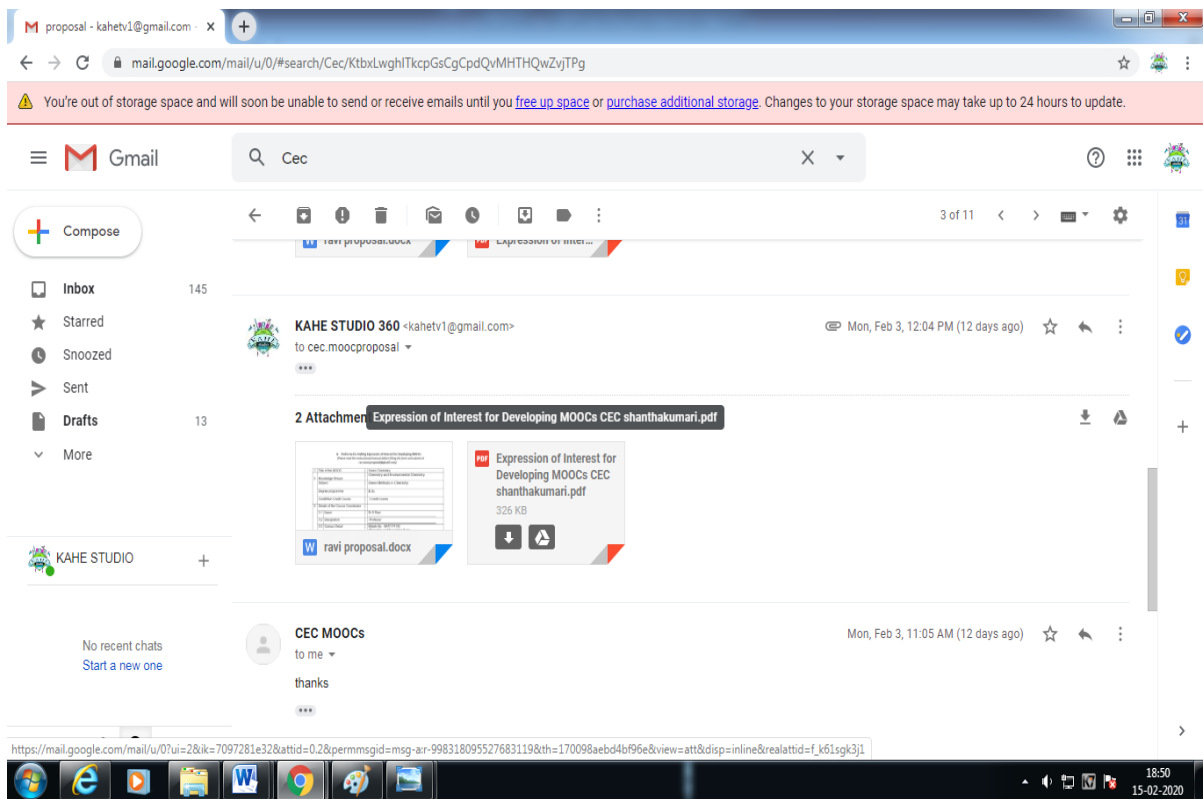 proposal - kahetv1@gmail.com -
mail.google.com/mail/u/0/#search/Cec/KtbxLwghlTkcpGsCgCpdQvMHTHQwZvjTPg
You're out of storage space and will soon be unable to send or receive emails until you free up space or purchase additional storage. Changes to your storage space may take up to 24 hours to update.
Gmail
Cec
Compose
3 of 11
31
ravi proposal.docx
PDF Expression of Inter...
Inbox 145
Starred
Snoozed
Sent
Drafts 13
More
KAHE STUDIO 360 <kahetv1@gmail.com>
Mon, Feb 3, 12:04 PM (12 days ago)
to cec.moocproposal
2 Attachmen
Expression of Interest for Developing MOOCs CEC shanthakumari.pdf
W ravi proposal.docx
PDF Expression of Interest for
Developing MOOCs CEC
shanthakumari.pdf
326 KB
KAHE STUDIO
No recent chats
Start a new one
CEC MOOCs
Mon, Feb 3, 11:05 AM (12 days ago)
to me
thanks
https://mail.google.com/mail/u/0?ui=2&ik=7097281e32&attid=0.2&permmsgid=msg-a:r-998318095527683119&th=170098aebd4bf96e&view=att&disp=inline&realattid=f_k61sgk3j1
18:50
15-02-2020